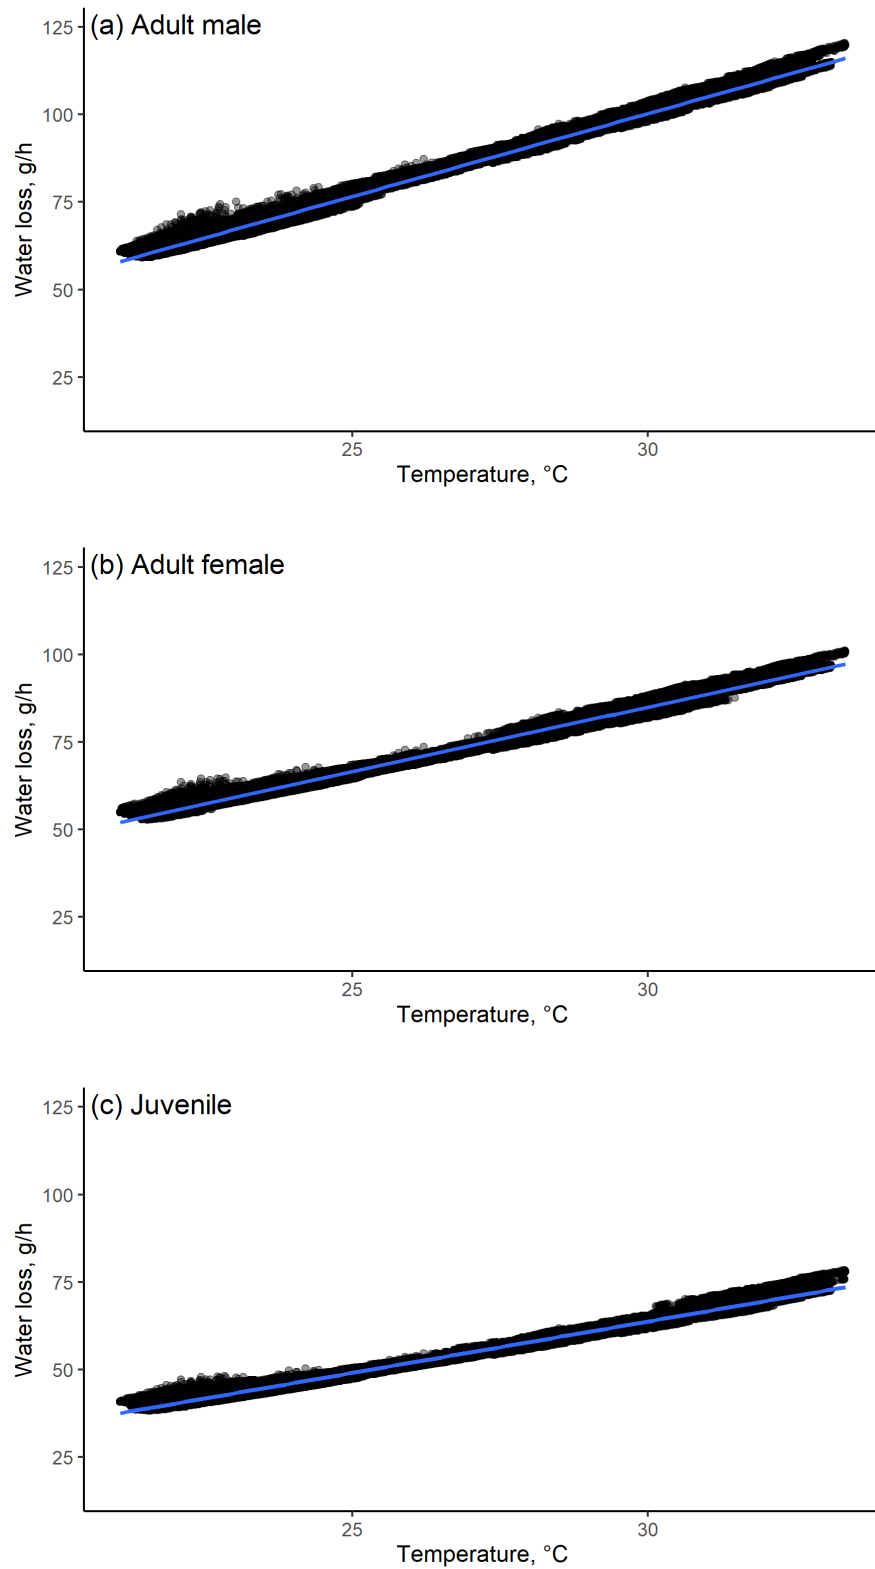 (a) Adult male
125
100
75
50
25
Water loss, g/h
25 30
Temperature, °C
(b) Adult female
125
100
75
50
25
Water loss, g/h
25 30
Temperature, °C
(c) Juvenile
125
100
75
50
25
Water loss, g/h
25 30
Temperature, °C